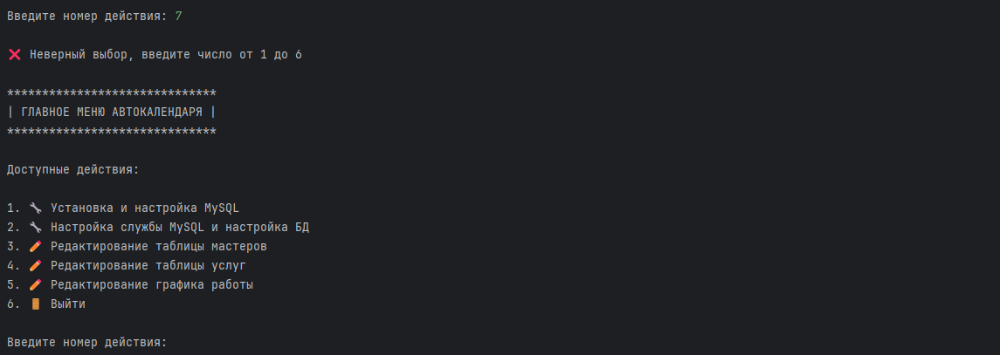 Введите номер действия: 7
❌ Неверный выбор, введите число от 1 до 6
******************************
| ГЛАВНОЕ МЕНЮ АВТОКАЛЕНДАРЯ |
******************************
Доступные действия:
1. 🔧 Установка и настройка MySQL
2. 🔧 Настройка службы MySQL и настройка БД
3. ✏️ Редактирование таблицы мастеров
4. ✏️ Редактирование таблицы услуг
5. ✏️ Редактирование графика работы
6. 🚪 Выйти
Введите номер действия: